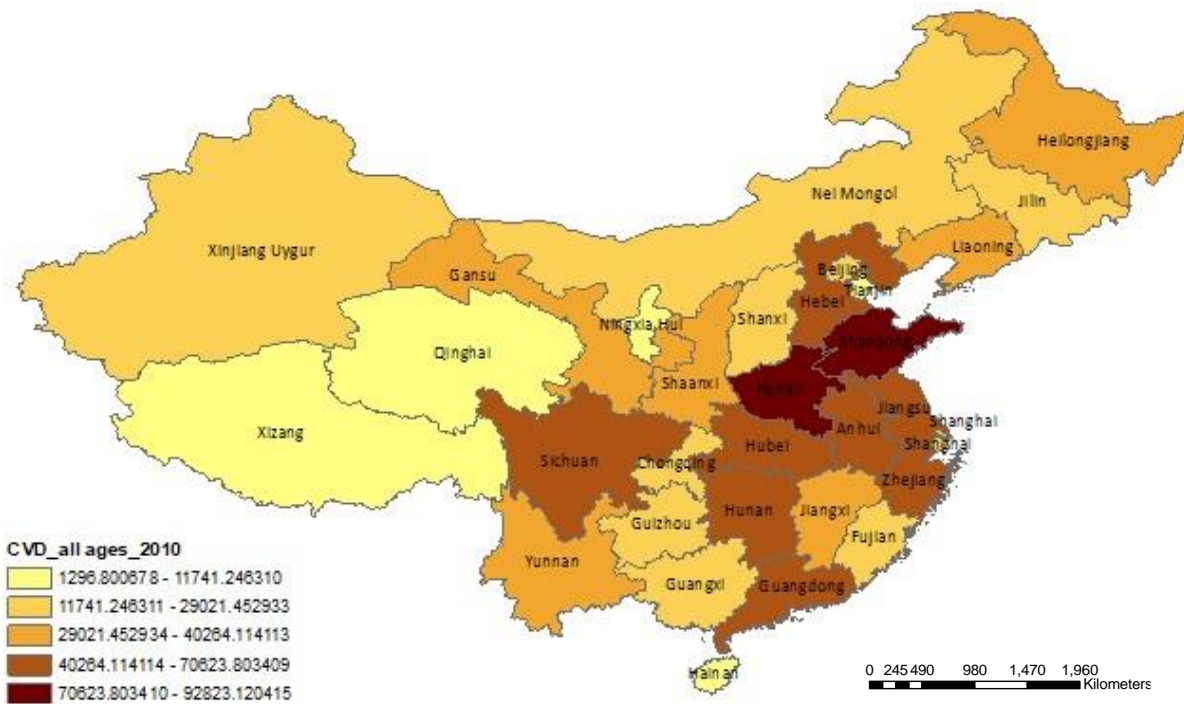 Heilongjiang
Nei Mongol
Jilin
Xinjiang Uygur
Liaoning
Gansu
Beijing
Tianjin
Hebei
Ningxia Hui
Shanxi
Shandong
Qinghai
Shaanxi
Henan
Jiangsu
Shanghai
Anhui
Shanghai
Xizang
Hubei
Sichuan
Chongqing
Zhejiang
Hunan
Jiangxi
Guizhou
Fujian
Yunnan
Guangxi
Guangdong
Hainan
CVD_all ages_2010
1296.800678 - 11741.246310
11741.246311 - 29021.452933
29021.452934 - 40264.114113
40264.114114 - 70623.803409
70623.803410 - 92823.120415
0 245 490 980 1,470 1,960
Kilometers